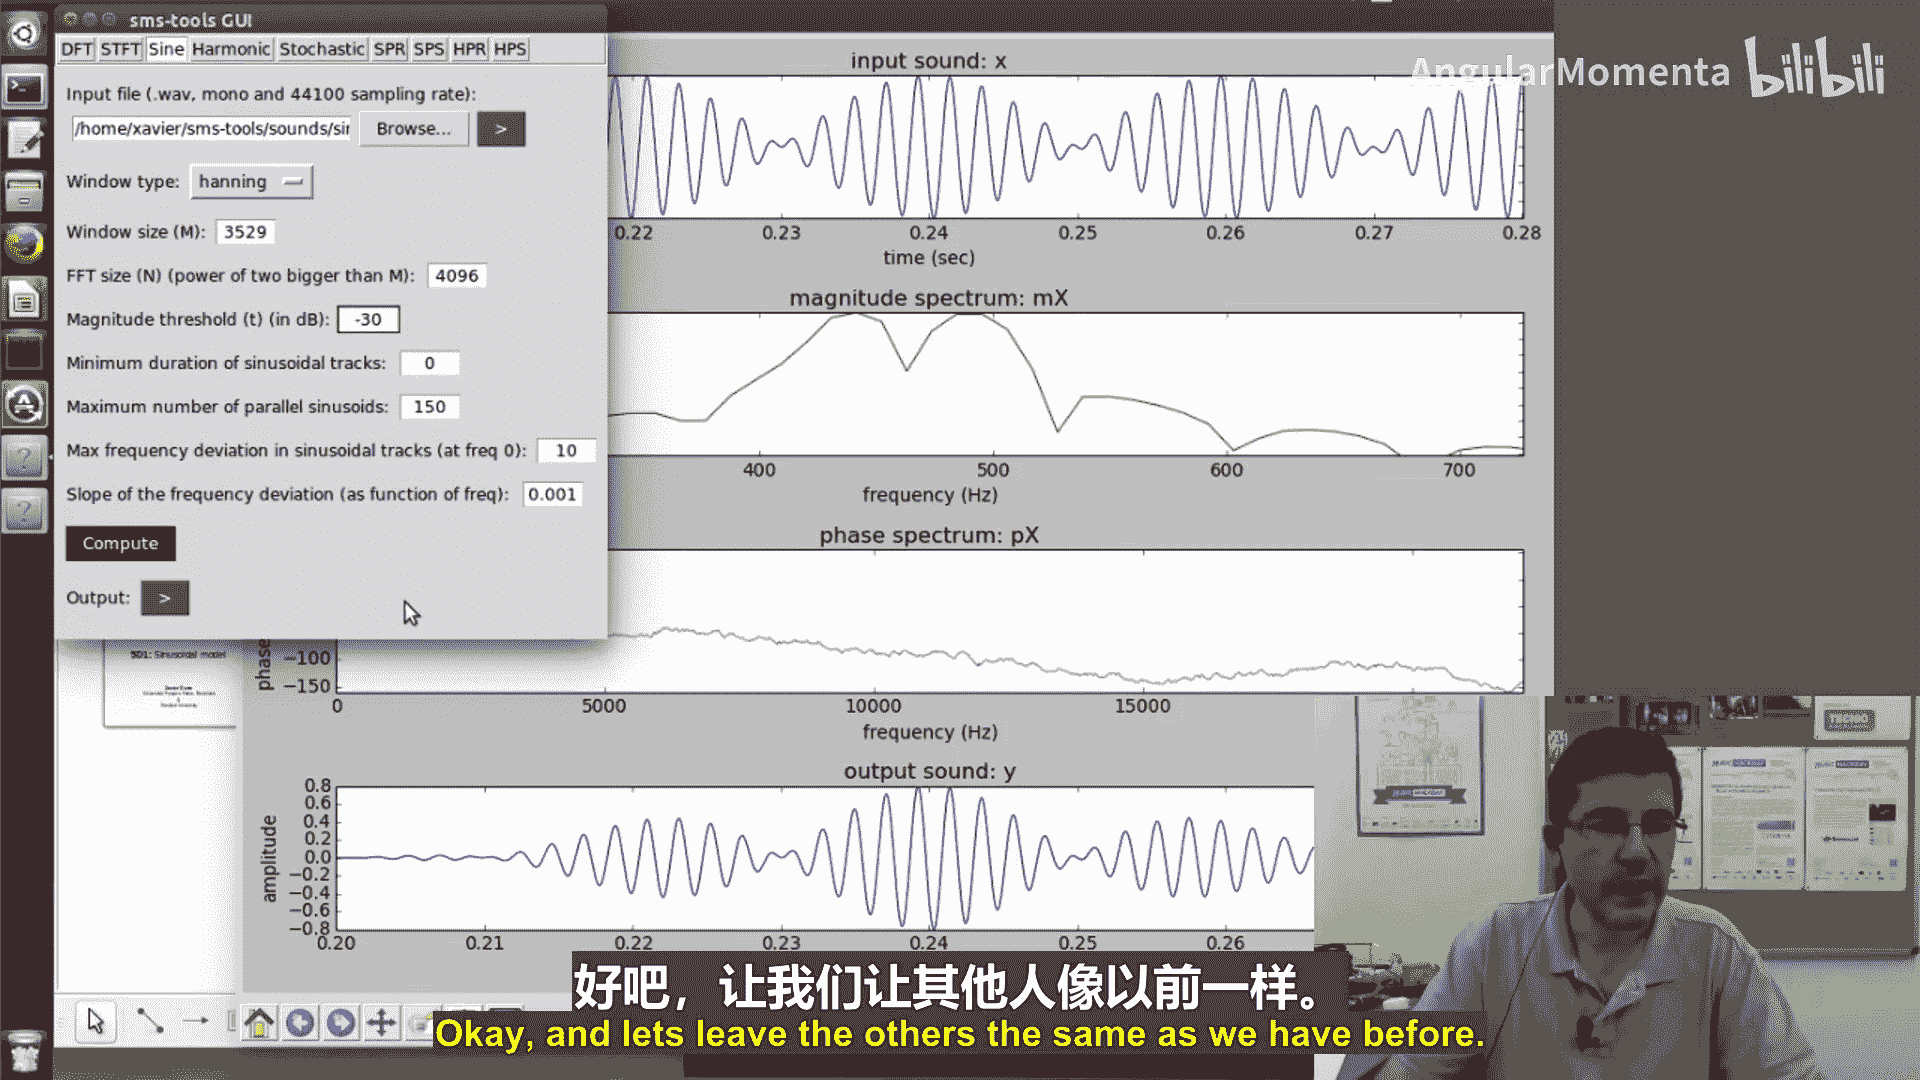 sms-tools GUI
DFT STFT Sine Harmonic Stochastic SPR SPS HPR HPS
Input file (.wav, mono and 44100 sampling rate):
/home/xavier/sms-tools/sounds/sir Browse... >
Window type: hanning
Window size (M): 3529
FFT size (N) (power of two bigger than M): 4096
Magnitude threshold (t) (in dB): -30
Minimum duration of sinusoidal tracks: 0
Maximum number of parallel sinusoids: 150
Max frequency deviation in sinusoidal tracks (at freq 0): 10
Slope of the frequency deviation (as function of freq): 0.001
Compute
Output: >
input sound: x
AngularMomenta bilibili
0.22 0.23 0.24 0.25 0.26 0.27 0.28
time (sec)
magnitude spectrum: mX
400 500 600 700
frequency (Hz)
phase spectrum: pX
phase
−100
−150
0 5000 10000 15000
frequency (Hz)
output sound: y
amplitude
0.8
0.6
0.4
0.2
0.0
−0.2
−0.4
−0.6
−0.8
0.20 0.21 0.22 0.23 0.24 0.25 0.26
5D1: Sinusoidal model
TECNIO
好吧，让我们让其他人像以前一样。
Okay, and lets leave the others the same as we have before.